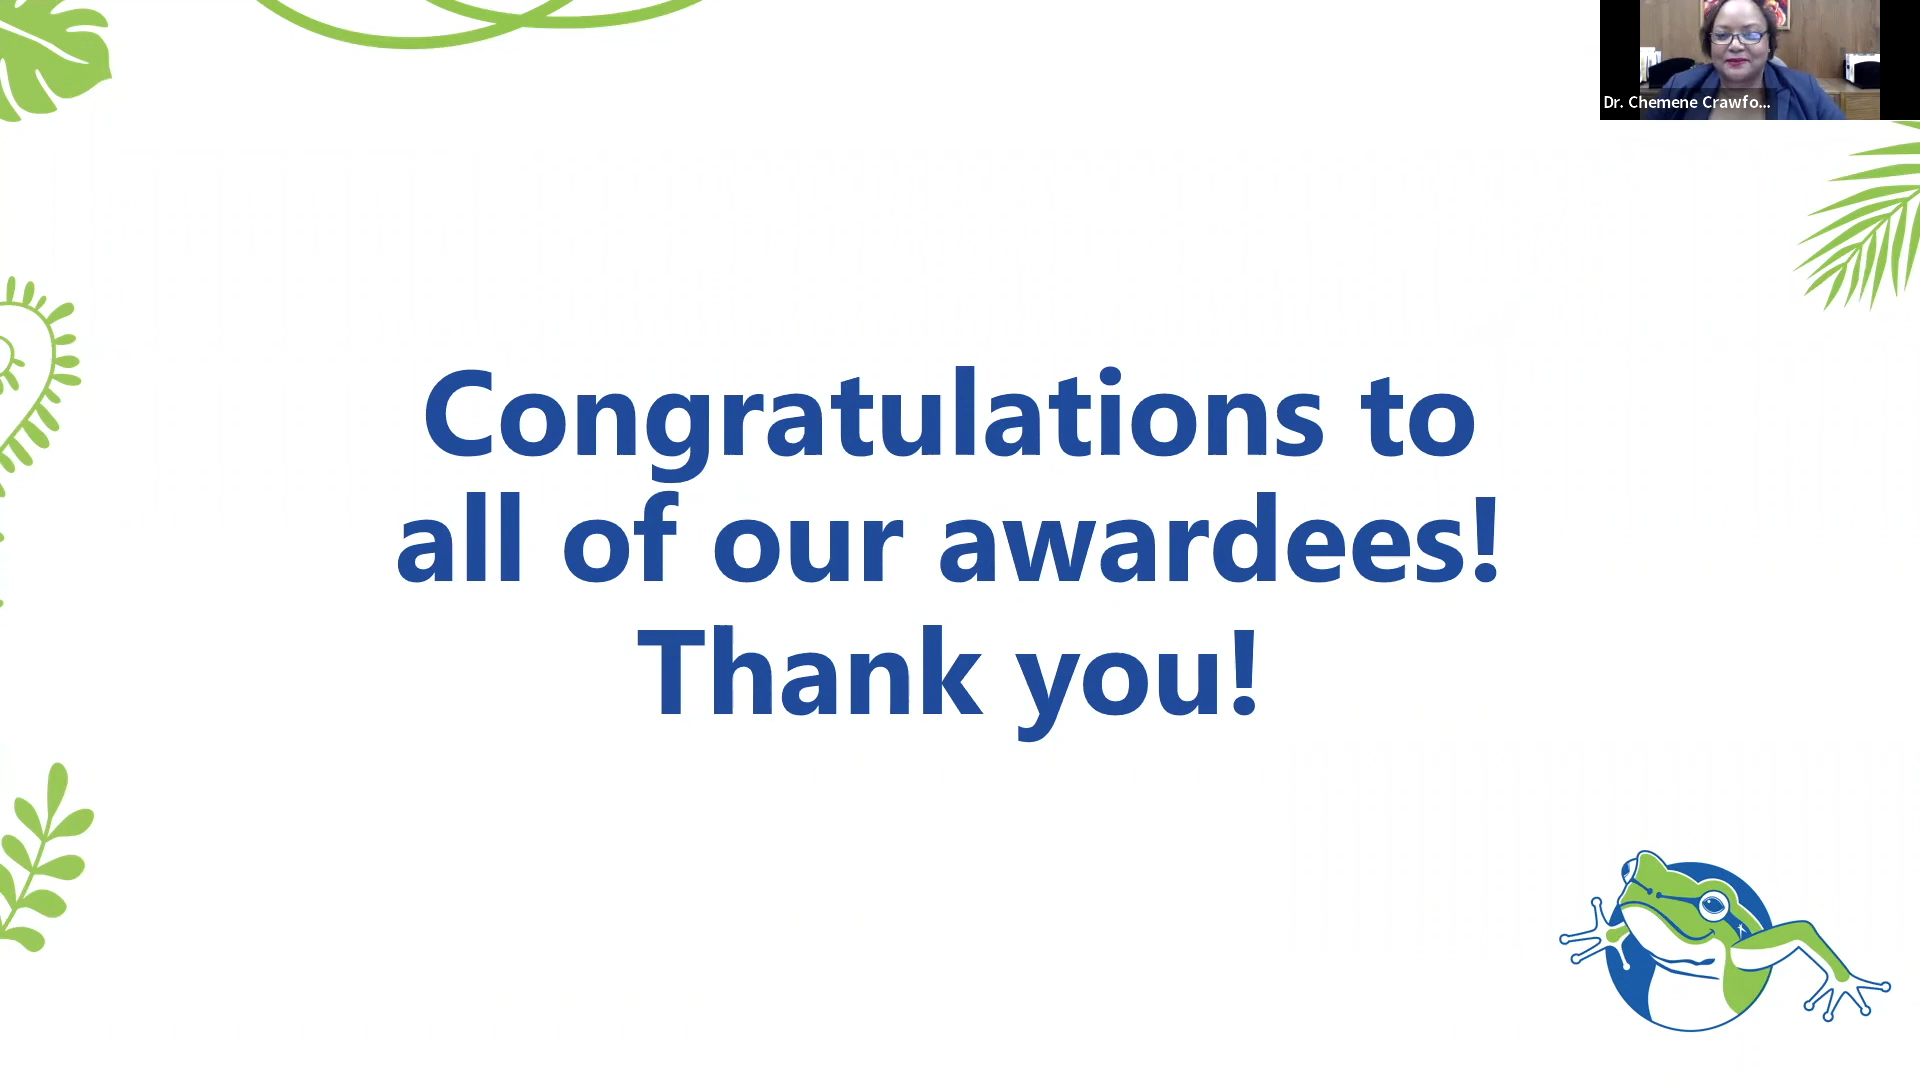 Dr. Chemene Crawfo...
Congratulations to
all of our awardees!
Thank you!